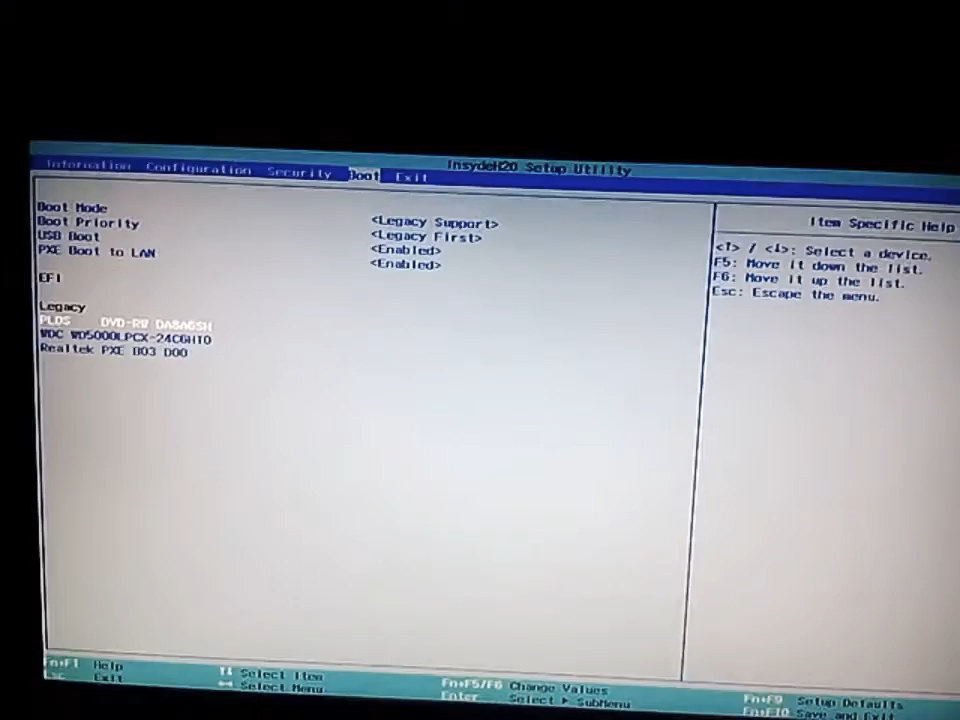 InsydeH20 Setup Utility
Information Configuration Security Boot Exit
Boot Mode <Legacy Support>
Boot Priority <Legacy First>
USB Boot <Enabled>
PXE Boot to LAN <Enabled>
EFI
Legacy
PLDS DVD-RW DA8A6SH
WDC WD5000LPCX-24C6HT0
Realtek PXE B03 D00
Item Specific Help
<↑> / <↓>: Select a device.
F5: Move it down the list.
F6: Move it up the list.
Esc: Escape the menu.
Fn+F1 Help ↑↓ Select Item Fn+F5/F6 Change Values Fn+F9 Setup Defaults
Esc Exit ↔ Select Menu Enter Select ▶ SubMenu Fn+F10 Save and Exit